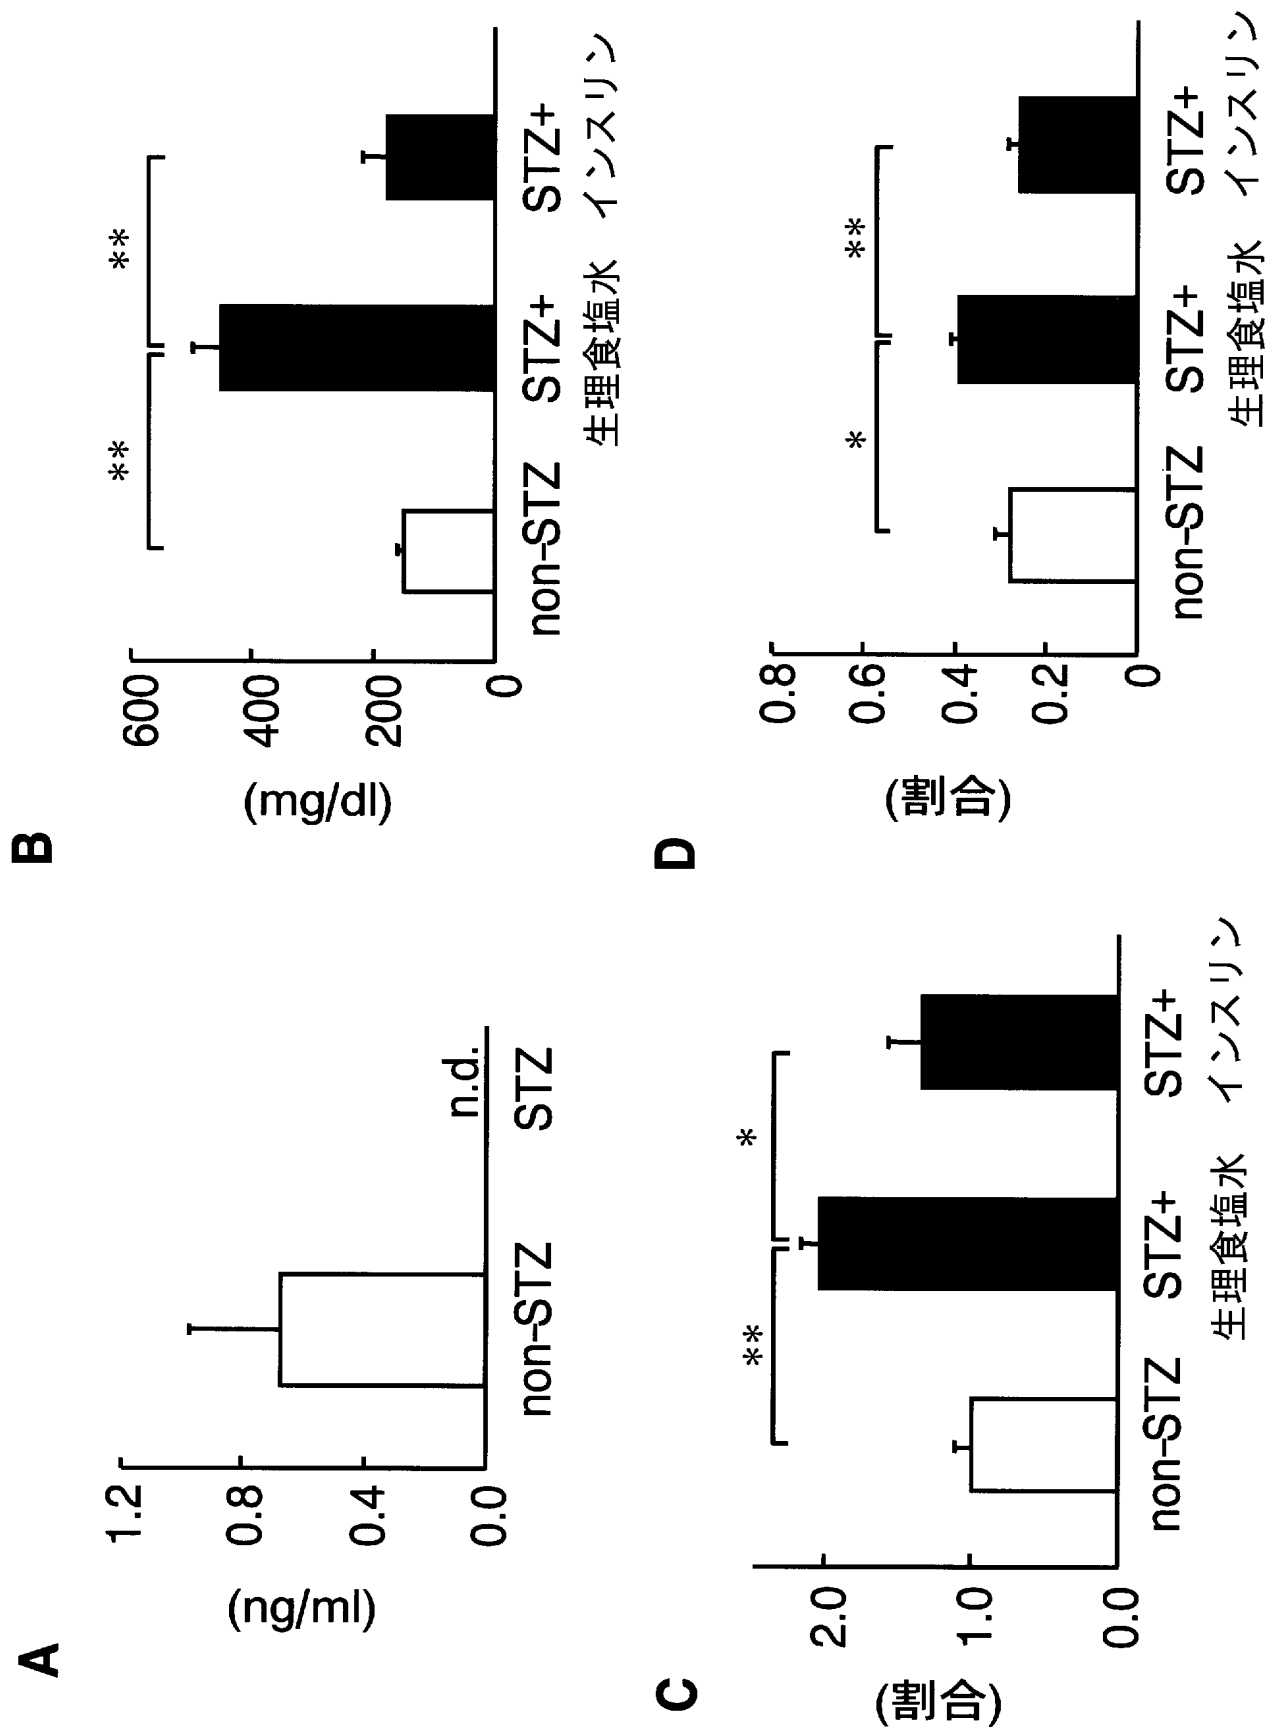 A
(ng/ml)
1.2
0.8
0.4
0.0
n.d.
non-STZ
STZ
B
(mg/dl)
600
400
200
0
**
**
non-STZ
STZ+
STZ+
生理食塩水
インスリン
C
(割合)
2.0
1.0
0.0
**
*
non-STZ
STZ+
STZ+
生理食塩水
インスリン
D
(割合)
0.8
0.6
0.4
0.2
0
*
**
non-STZ
STZ+
STZ+
生理食塩水
インスリン